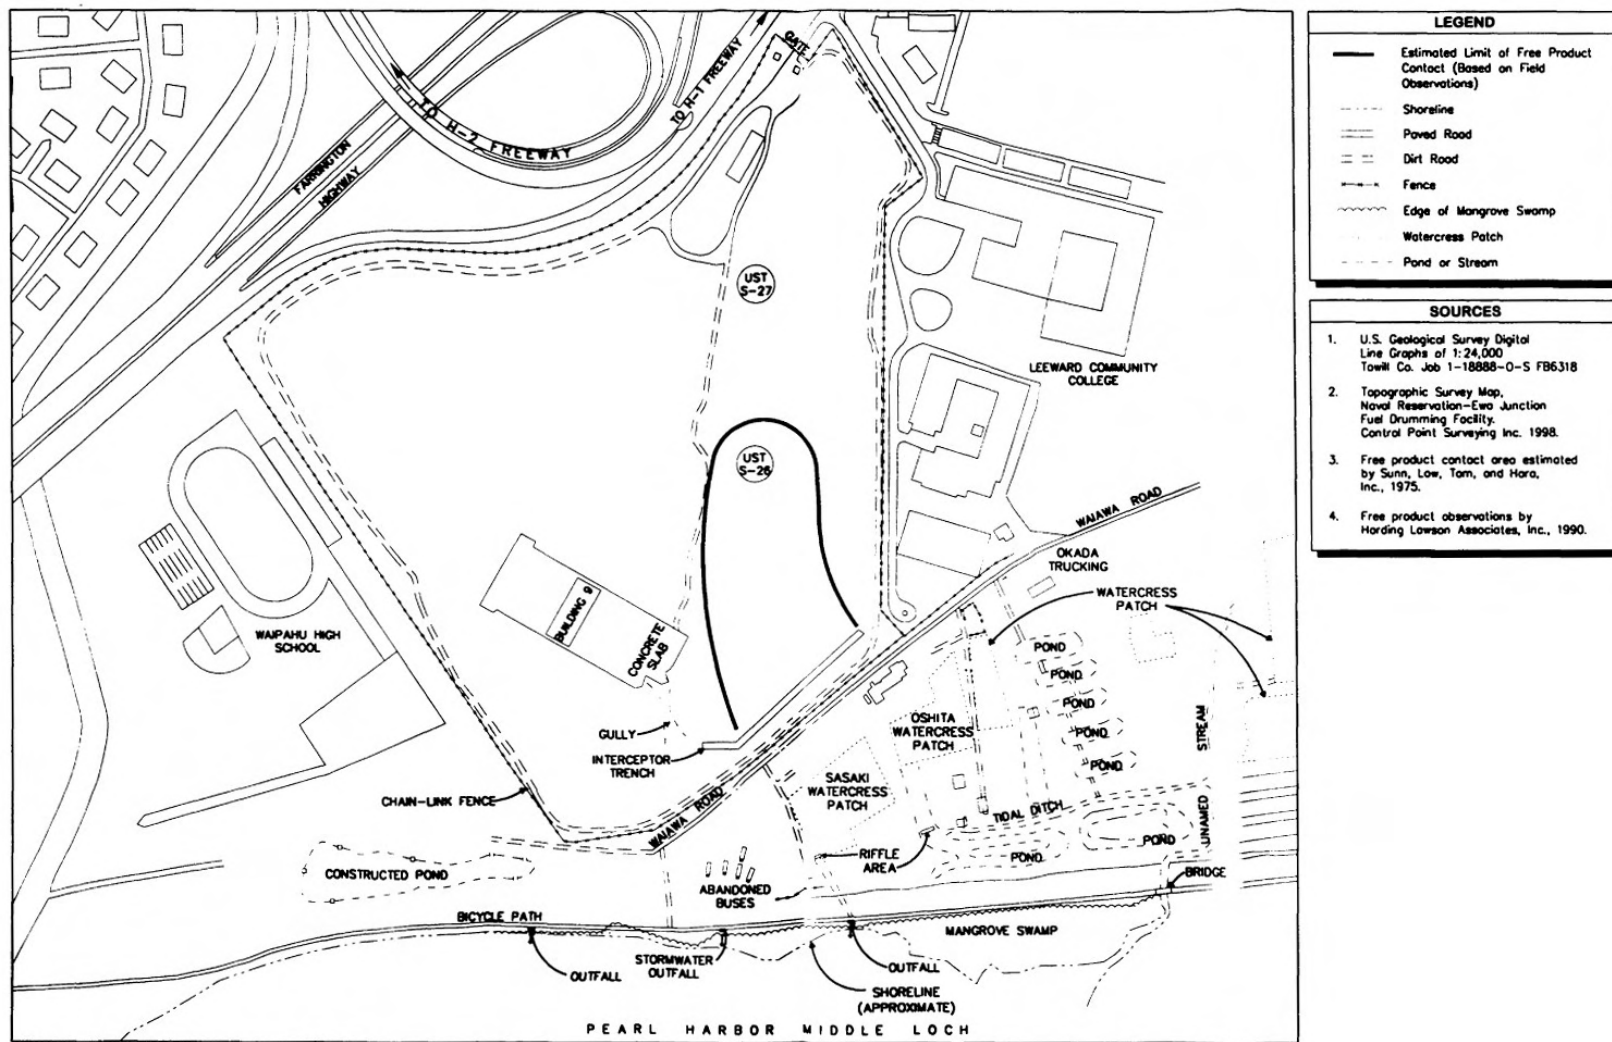 GATE
TO H-1 FREEWAY
TO H-2 FREEWAY
FARRINGTON
HIGHWAY
UST
S-27
LEEWARD COMMUNITY
COLLEGE
UST
S-26
WAIAWA ROAD
OKADA
TRUCKING
WATERCRESS
PATCH
WAIPAHU HIGH
SCHOOL
BUILDING 9
CONCRETE
SLAB
POND
POND
POND
POND
POND
OSHITA
WATERCRESS
PATCH
STREAM
UNAMED
GULLY
INTERCEPTOR
TRENCH
SASAKI
WATERCRESS
PATCH
CHAIN-LINK FENCE
WAIAWA ROAD
TIDAL DITCH
POND
POND
RIFFLE
AREA
CONSTRUCTED POND
ABANDONED
BUSES
BRIDGE
BICYCLE PATH
MANGROVE SWAMP
OUTFALL
STORMWATER
OUTFALL
OUTFALL
SHORELINE
(APPROXIMATE)
PEARL HARBOR MIDDLE LOCH
LEGEND
Estimated Limit of Free Product
Contact (Based on Field
Observations)
Shoreline
Paved Road
Dirt Road
Fence
Edge of Mangrove Swamp
Watercress Patch
Pond or Stream
SOURCES
1. U.S. Geological Survey Digital
Line Graphs of 1:24,000
Towill Co. Job 1-18888-0-S FB6318
2. Topographic Survey Map,
Naval Reservation-Ewa Junction
Fuel Drumming Facility.
Control Point Surveying Inc. 1998.
3. Free product contact area estimated
by Sunn, Low, Tom, and Hara,
Inc., 1975.
4. Free product observations by
Harding Lawson Associates, Inc., 1990.